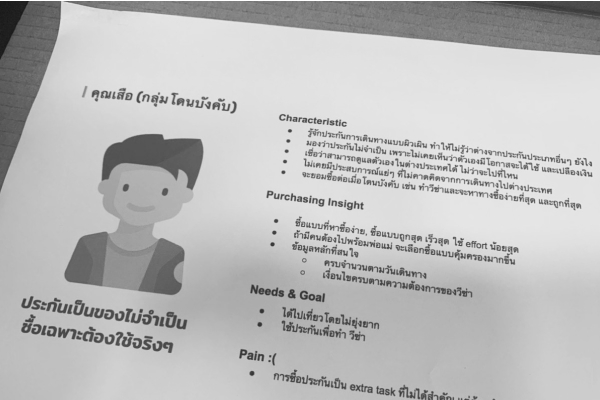 | คุณเสือ (กลุ่มโดนบังคับ)
ประกันเป็นของไม่จำเป็น
ซื้อเฉพาะต้องใช้จริงๆ
Characteristic
• รู้จักประกันการเดินทางแบบผิวเผิน ทำให้ไม่รู้ว่าต่างจากประกันประเภทอื่นๆ ยังไง
• มองว่าประกันไม่จำเป็น เพราะไม่เคยเห็นว่าตัวเองมีโอกาสจะได้ใช้ และเปลืองเงิน
• เชื่อว่าสามารถดูแลตัวเองในต่างประเทศได้ ไม่ว่าจะไปที่ไหน
• ไม่เคยมีประสบการณ์แย่ๆ ที่ไม่คาดคิดจากการเดินทางไปต่างประเทศ
• จะยอมซื้อต่อเมื่อโดนบังคับ เช่น ทำวีซ่าและจะหาทางซื้อง่ายที่สุด และถูกที่สุด
Purchasing Insight
• ซื้อแบบที่หาซื้อง่าย, ซื้อแบบถูกสุด เร็วสุด ใช้ effort น้อยสุด
• ถ้ามีคนต้องไปพร้อมพ่อแม่ จะเลือกซื้อแบบคุ้มครองมากขึ้น
• ข้อมูลหลักที่สนใจ
○ ครบจำนวนตามวันเดินทาง
○ เงื่อนไขครบตามความต้องการของวีซ่า
Needs & Goal
• ได้ไปเที่ยวโดยไม่ยุ่งยาก
• ใช้ประกันเพื่อทำ วีซ่า
Pain :(
• การซื้อประกันเป็น extra task ที่ไม่ได้สำคัญ